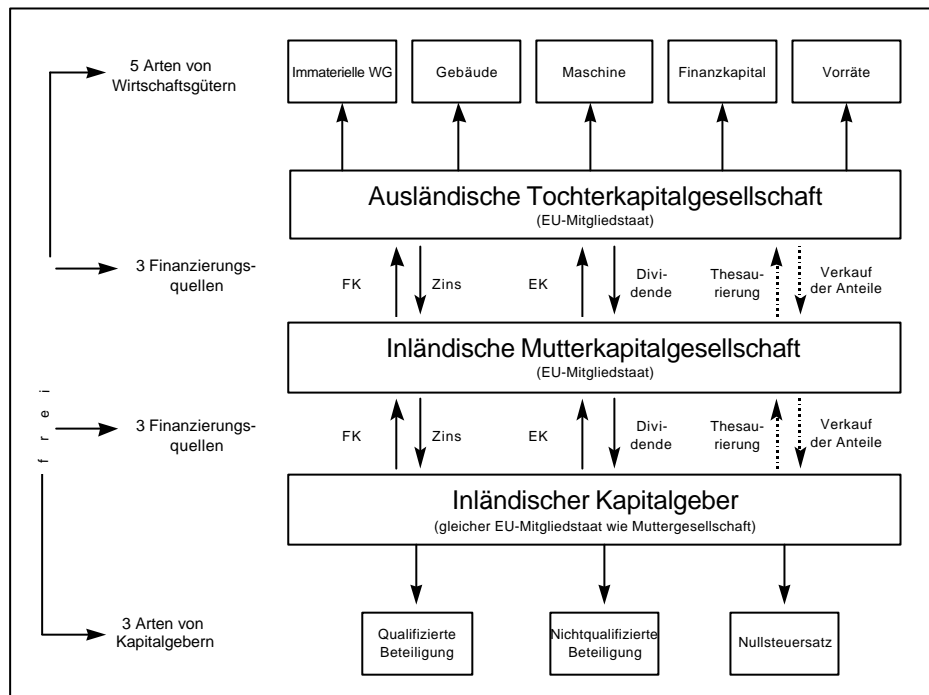 5 Arten von
Wirtschaftsgütern
Immaterielle WG
Gebäude
Maschine
Finanzkapital
Vorräte
Ausländische Tochterkapitalgesellschaft
(EU-Mitgliedstaat)
3 Finanzierungs-
quellen
FK
Zins
EK
Divi-
dende
Thesau-
rierung
Verkauf
der Anteile
Inländische Mutterkapitalgesellschaft
(EU-Mitgliedstaat)
frei
3 Finanzierungs-
quellen
FK
Zins
EK
Divi-
dende
Thesau-
rierung
Verkauf
der Anteile
Inländischer Kapitalgeber
(gleicher EU-Mitgliedstaat wie Muttergesellschaft)
3 Arten von
Kapitalgebern
Qualifizierte
Beteiligung
Nichtqualifizierte
Beteiligung
Nullsteuersatz